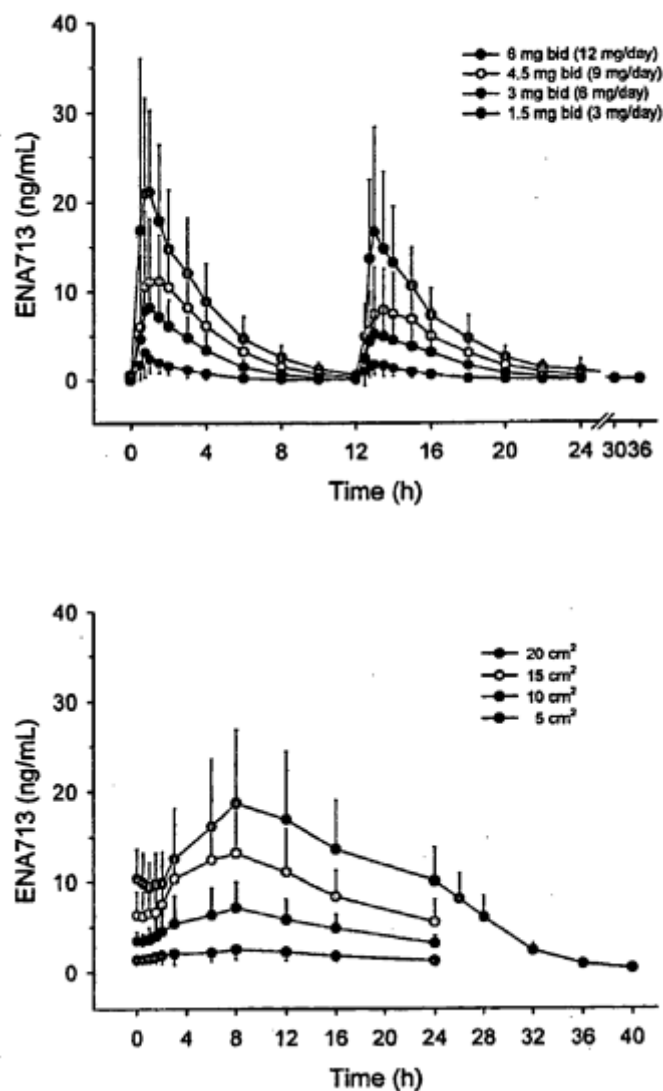 40
30
20
10
0
ENA713 (ng/mL)
6 mg bid (12 mg/day)
4.5 mg bid (9 mg/day)
3 mg bid (6 mg/day)
1.5 mg bid (3 mg/day)
0 4 8 12 16 20 24 30 36
Time (h)
40
30
20
10
0
ENA713 (ng/mL)
20 cm²
15 cm²
10 cm²
5 cm²
0 4 8 12 16 20 24 28 32 36 40
Time (h)